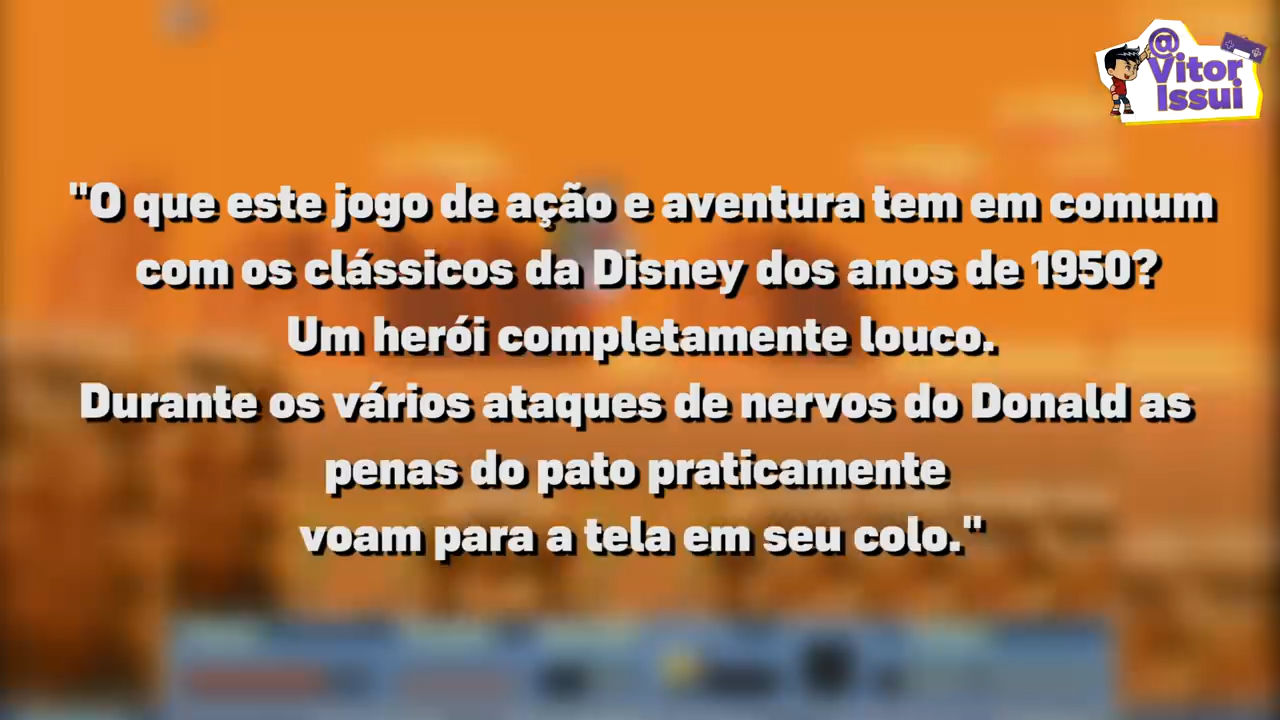 @
Vitor
Issui
"O que este jogo de ação e aventura tem em comum
com os clássicos da Disney dos anos de 1950?
Um herói completamente louco.
Durante os vários ataques de nervos do Donald as
penas do pato praticamente
voam para a tela em seu colo."